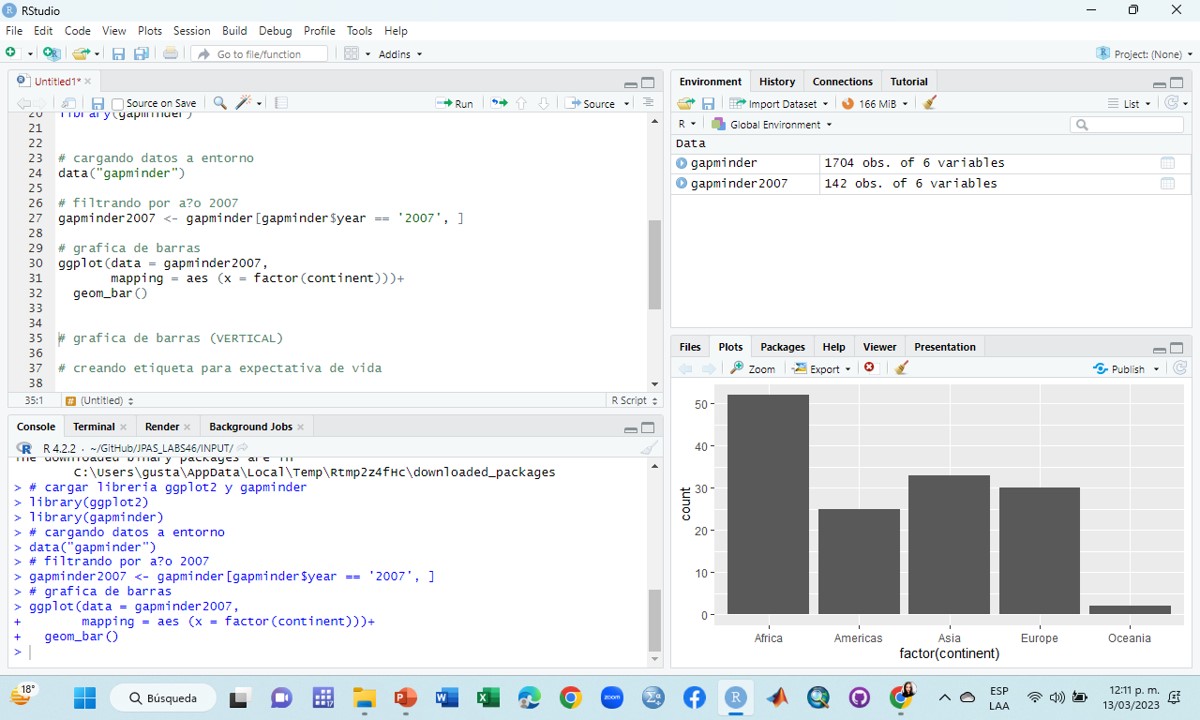 RStudio
File Edit Code View Plots Session Build Debug Profile Tools Help
Go to file/function Addins Project: (None)
Untitled1*
Source on Save Run Source
20 library(gapminder)
21
22
23 # cargando datos a entorno
24 data("gapminder")
25
26 # filtrando por a?o 2007
27 gapminder2007 <- gapminder[gapminder$year == '2007', ]
28
29 # grafica de barras
30 ggplot(data = gapminder2007,
31 mapping = aes (x = factor(continent)))+
32 geom_bar()
33
34
35 # grafica de barras (VERTICAL)
36
37 # creando etiqueta para expectativa de vida
38
35:1 # (Untitled) R Script
Console Terminal Render Background Jobs
R 4.2.2 · ~/GitHub/JPAS_LABS46/INPUT/
The downloaded binary packages are in
C:\Users\gusta\AppData\Local\Temp\Rtmp2z4fHc\downloaded_packages
> # cargar libreria ggplot2 y gapminder
> library(ggplot2)
> library(gapminder)
> # cargando datos a entorno
> data("gapminder")
> # filtrando por a?o 2007
> gapminder2007 <- gapminder[gapminder$year == '2007', ]
> # grafica de barras
> ggplot(data = gapminder2007,
+ mapping = aes (x = factor(continent)))+
+ geom_bar()
>
Environment History Connections Tutorial
Import Dataset 166 MiB List
R Global Environment
Data
gapminder 1704 obs. of 6 variables
gapminder2007 142 obs. of 6 variables
Files Plots Packages Help Viewer Presentation
Zoom Export Publish
50
40
30
20
10
0
count
Africa Americas Asia Europe Oceania
factor(continent)
18° Búsqueda ESP LAA 12:11 p. m. 13/03/2023